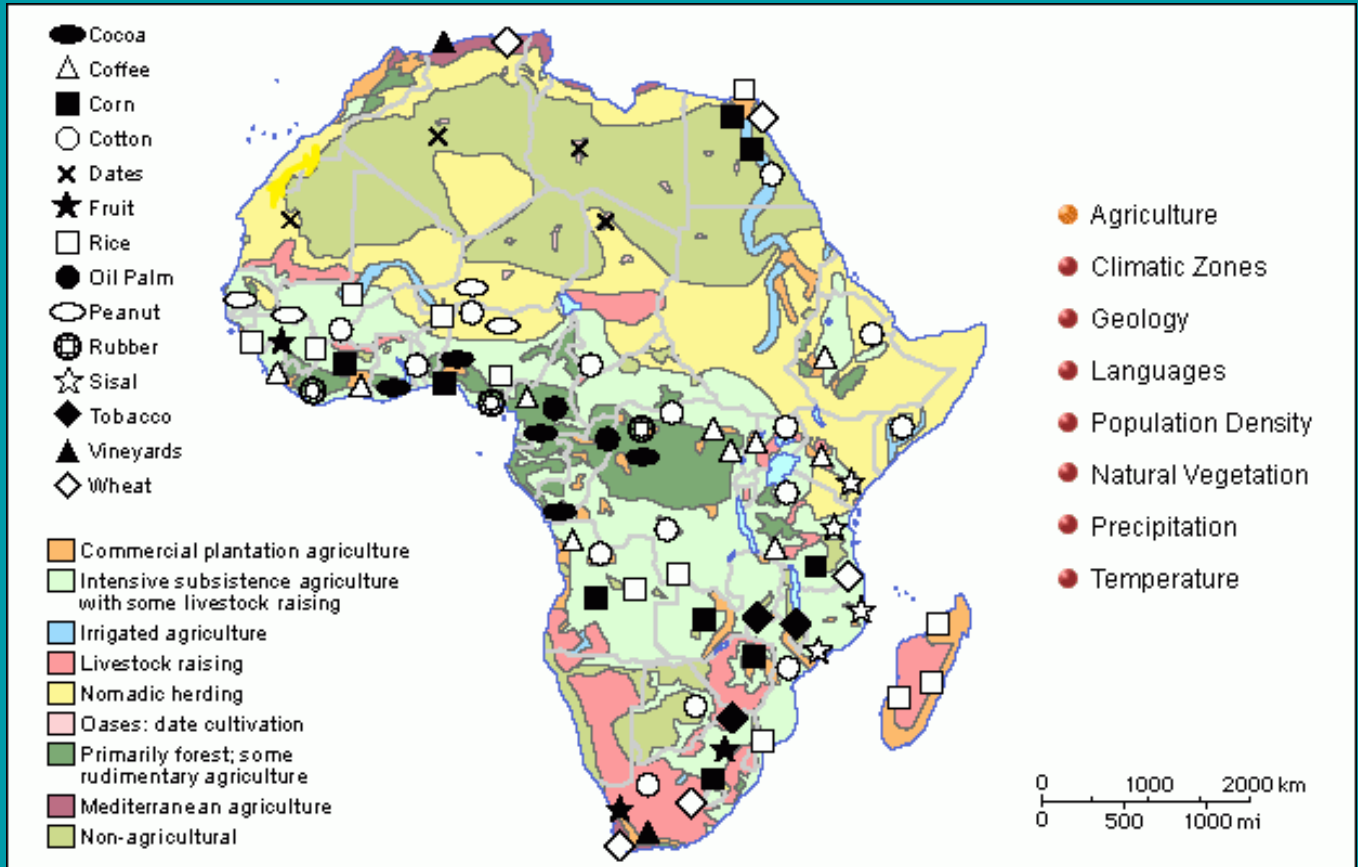 Cocoa
Coffee
Corn
Cotton
Dates
Fruit
Rice
Oil Palm
Peanut
Rubber
Sisal
Tobacco
Vineyards
Wheat
Commercial plantation agriculture
Intensive subsistence agriculture
with some livestock raising
Irrigated agriculture
Livestock raising
Nomadic herding
Oases: date cultivation
Primarily forest; some
rudimentary agriculture
Mediterranean agriculture
Non-agricultural
Agriculture
Climatic Zones
Geology
Languages
Population Density
Natural Vegetation
Precipitation
Temperature
0 1000 2000 km
0 500 1000 mi